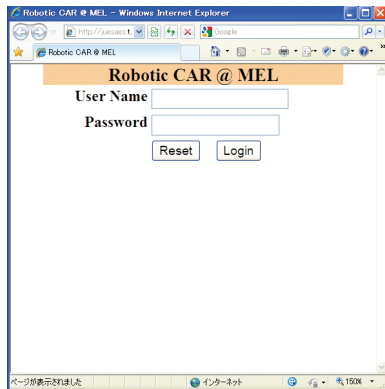 Robotic CAR @ MEL - Windows Internet Explorer
Google
Robotic CAR @ MEL
Robotic CAR @ MEL
User Name
Password
Reset Login
ページが表示されました インターネット 150%